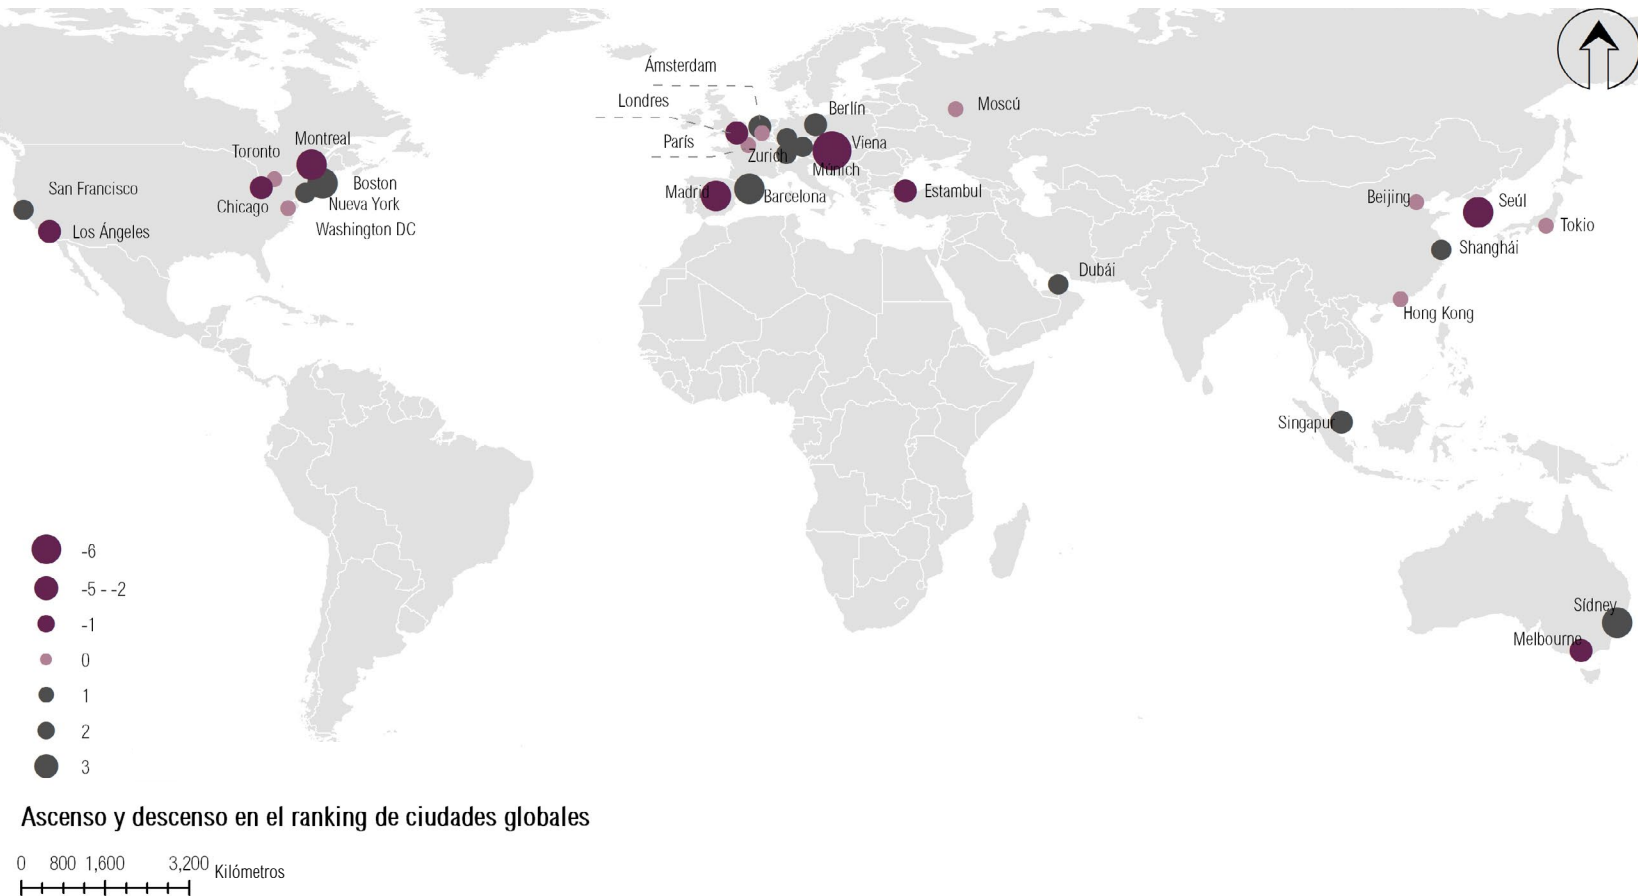 Ámsterdam
Londres
Berlín
Moscú
París
Zurich
Viena
Múnich
Montreal
Toronto
San Francisco
Boston
Chicago
Nueva York
Los Ángeles
Washington DC
Madrid
Barcelona
Estambul
Beijing
Seúl
Tokio
Shanghái
Dubái
Hong Kong
Singapur
Sídney
Melbourne
-6
-5 - -2
-1
0
1
2
3
Ascenso y descenso en el ranking de ciudades globales
0 800 1,600 3,200 Kilómetros